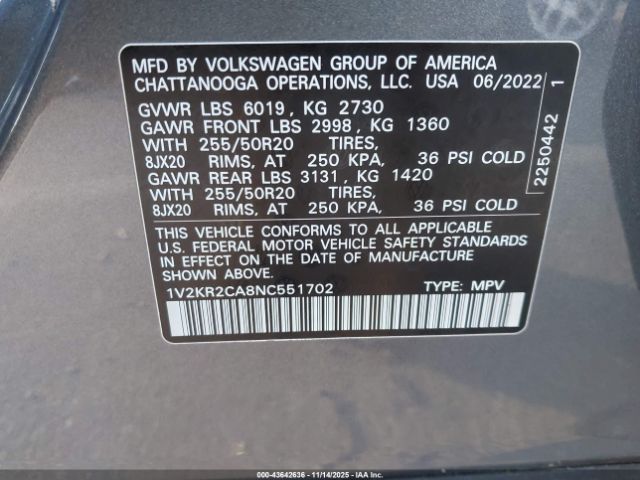 MFD BY VOLKSWAGEN GROUP OF AMERICA
CHATTANOOGA OPERATIONS, LLC. USA 06/2022
GVWR LBS 6019, KG 2730
GAWR FRONT LBS 2998, KG 1360
WITH 255/50R20 TIRES,
8JX20 RIMS, AT 250 KPA, 36 PSI COLD
GAWR REAR LBS 3131, KG 1420
WITH 255/50R20 TIRES,
8JX20 RIMS, AT 250 KPA, 36 PSI COLD
THIS VEHICLE CONFORMS TO ALL APPLICABLE
U.S. FEDERAL MOTOR VEHICLE SAFETY STANDARDS
IN EFFECT ON THE DATE OF MANUFACTURE
SHOWN ABOVE
1V2KR2CA8NC551702 TYPE: MPV
2250442 1
000-43642636 - 11/14/2025 - IAAI.COM